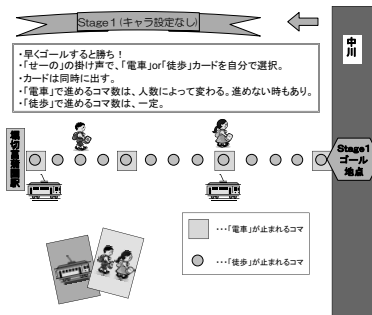 Stage1 (キャラ設定なし)
中川
・早くゴールすると勝ち！
・「せーの」の掛け声で、「電車」or「徒歩」カードを自分で選択。
・カードは同時に出す。
・「電車」で進めるコマ数は、人数によって変わる。進めない時もあり。
・「徒歩」で進めるコマ数は、一定。
堀切菖蒲園駅
Stage1
ゴール
地点
･･･「電車」が止まれるコマ
･･･「徒歩」が止まれるコマ